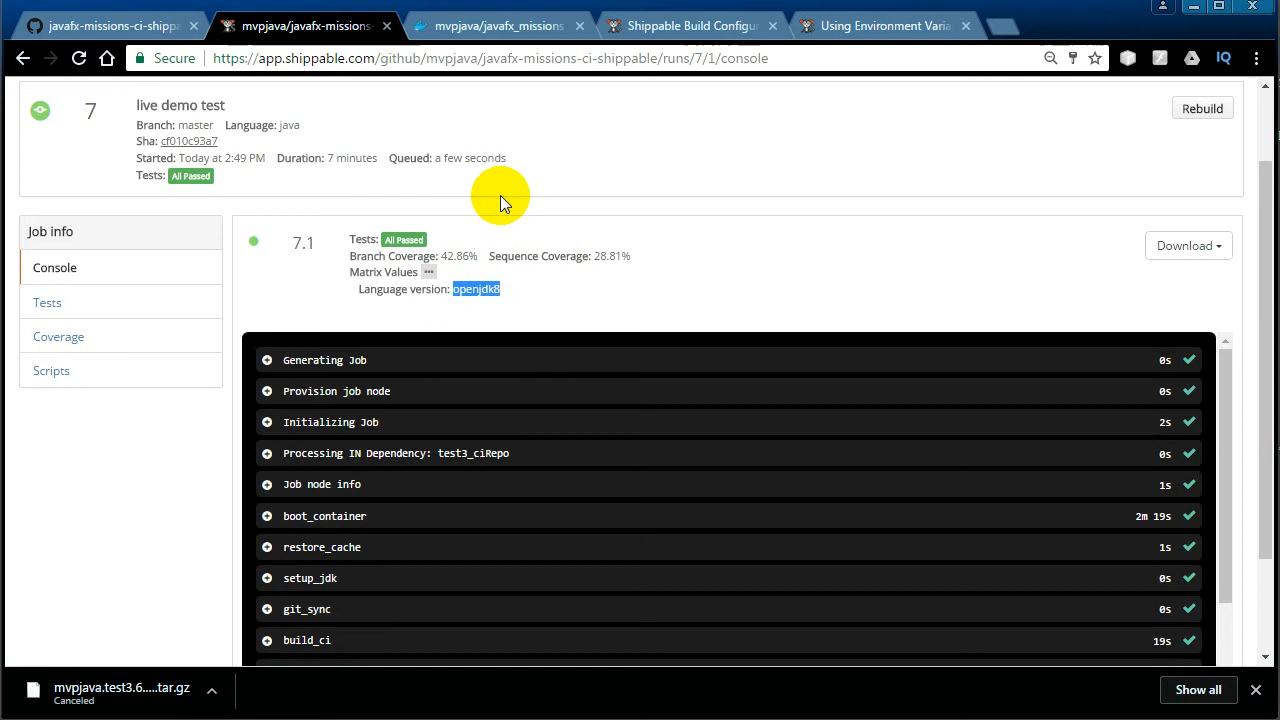 javafx-missions-ci-shippa
mvpjava/javafx-missions-
mvpjava/javafx_missions
Shippable Build Configur
Using Environment Varia
IQ
Secure
https://app.shippable.com/github/mvpjava/javafx-missions-ci-shippable/runs/7/1/console
7
live demo test
Rebuild
Branch: master Language: java
Sha: cf010c93a7
Started: Today at 2:49 PM Duration: 7 minutes Queued: a few seconds
Tests: All Passed
Job info
Console
Tests
Coverage
Scripts
7.1
Tests: All Passed
Download
Branch Coverage: 42.86% Sequence Coverage: 28.81%
Matrix Values •••
Language version: openjdk8
Generating Job 0s
Provision job node 0s
Initializing Job 2s
Processing IN Dependency: test3_ciRepo 0s
Job node info 1s
boot_container 2m 19s
restore_cache 1s
setup_jdk 0s
git_sync 0s
build_ci 19s
mvpjava.test3.6.....tar.gz
Canceled
Show all